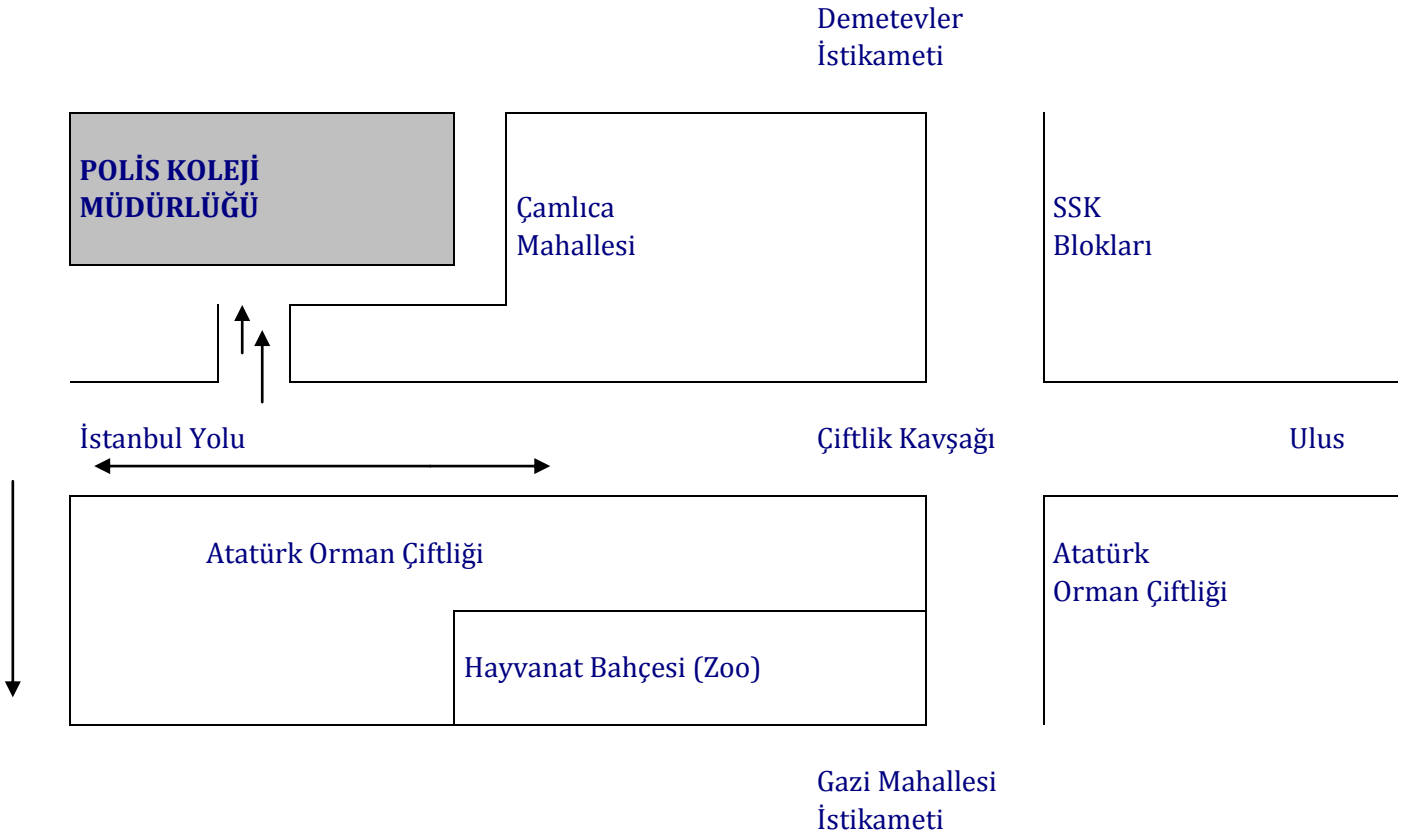 Demetevler
İstikameti
POLİS KOLEJİ
MÜDÜRLÜĞÜ
Çamlıca
Mahallesi
SSK
Blokları
İstanbul Yolu
Çiftlik Kavşağı
Ulus
Atatürk Orman Çiftliği
Atatürk
Orman Çiftliği
Hayvanat Bahçesi (Zoo)
Gazi Mahallesi
İstikameti